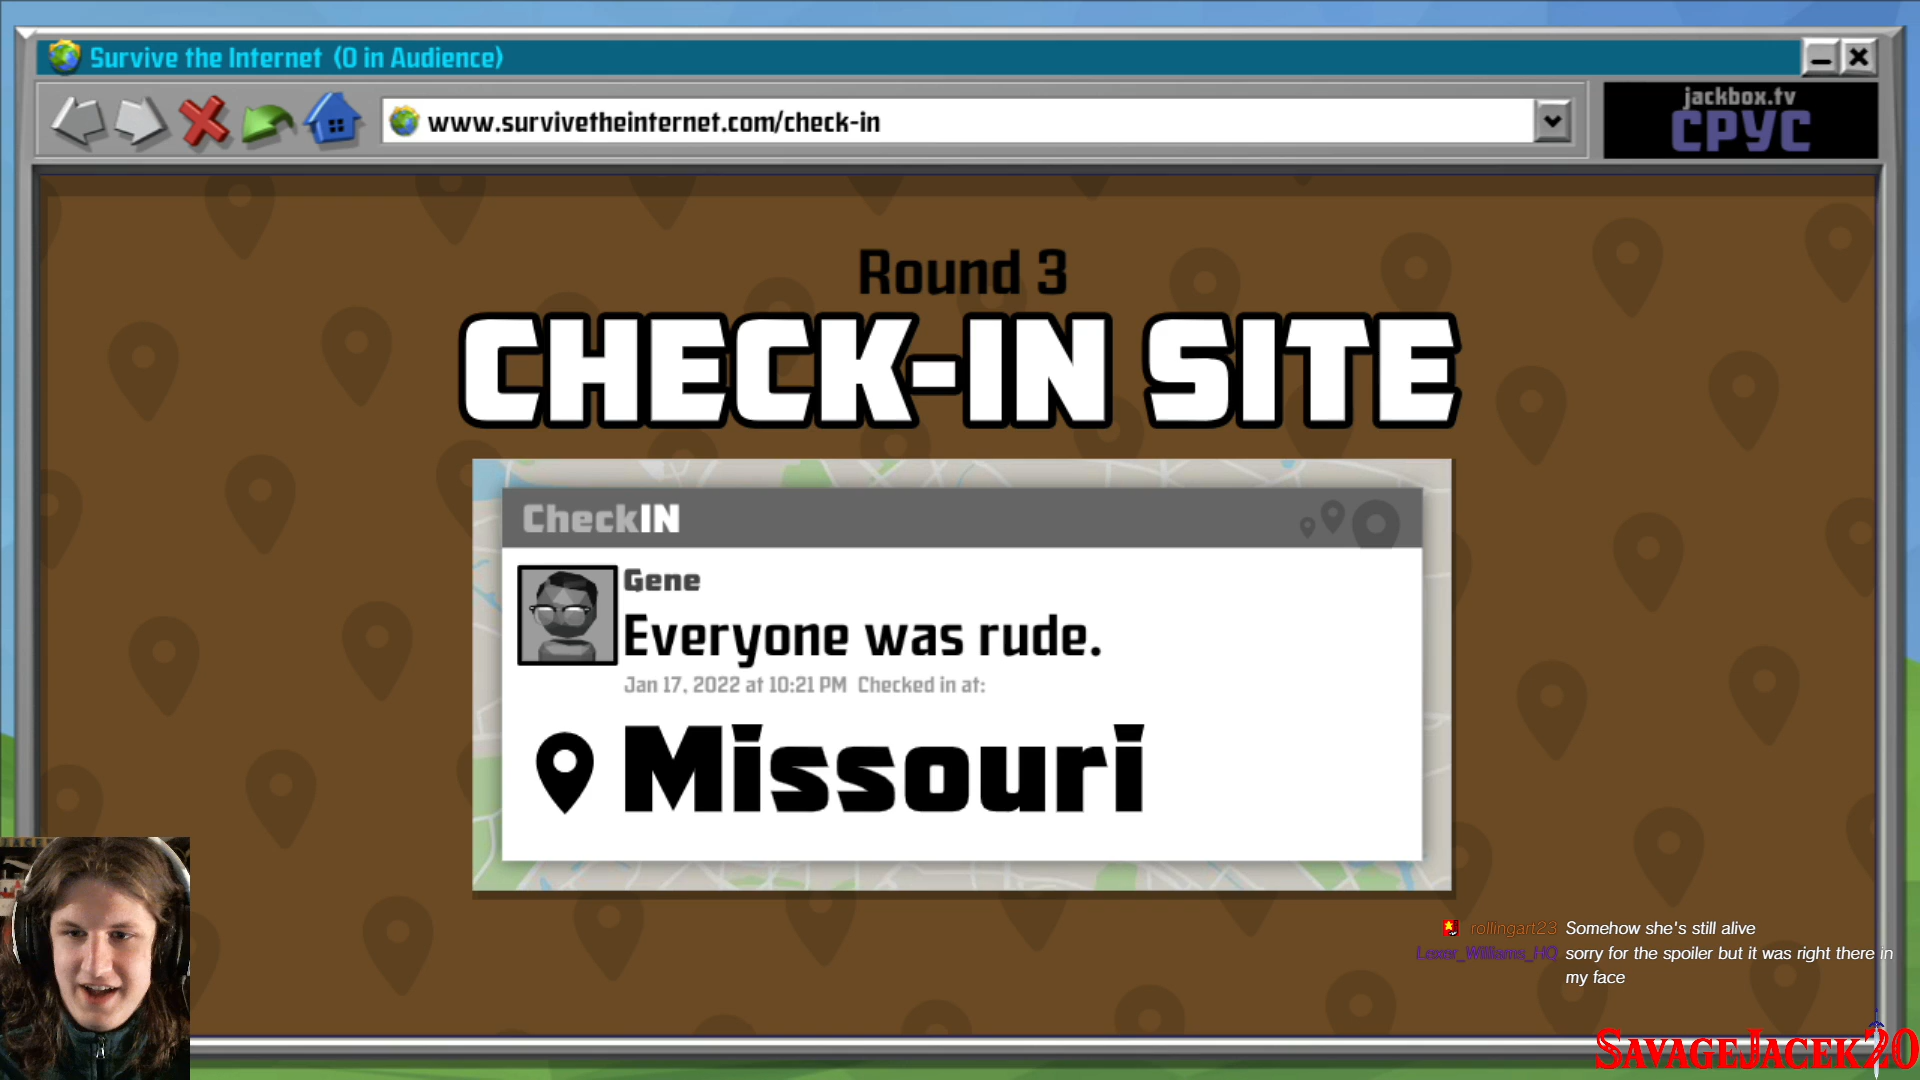 Survive the Internet (0 in Audience)
www.survivetheinternet.com/check-in
jackbox.tv
CPYC
Round 3
CHECK-IN SITE
CheckIN
Gene
Everyone was rude.
Jan 17, 2022 at 10:21 PM Checked in at:
Missouri
rollingart23 Somehow she's still alive
sorry for the spoiler but it was right there in
my face
SavageJacek20